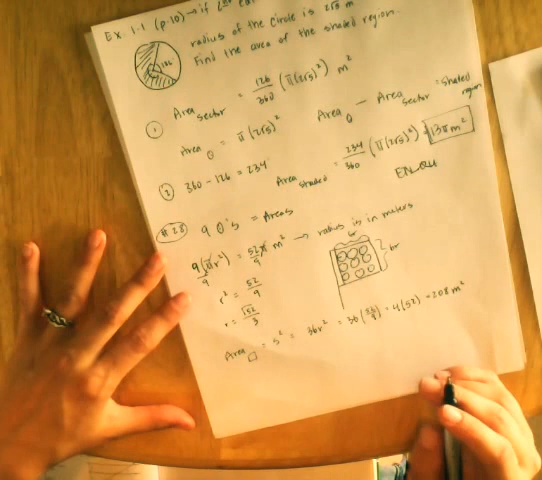 Ex 1.1 (p.10) → if
radius of the circle is 2√5 m
Find the area of the shaded region.
126
① Area sector = 126/360 (π(2√5)²) m²
Area ○ = π(2√5)² Area ○ - Area sector = shaded region
② 360 - 126 = 234 Area shaded = 234/360 (π(2√5)²) = 13π m²
#28 9 ○'s = Areas
9(πr²)/9 = 52π/9 m² → radius is in meters
r² = 52/9
6r
6r
r = √52/3
Area □ = s² = 36r² = 36(52/9) = 4(52) = 208 m²